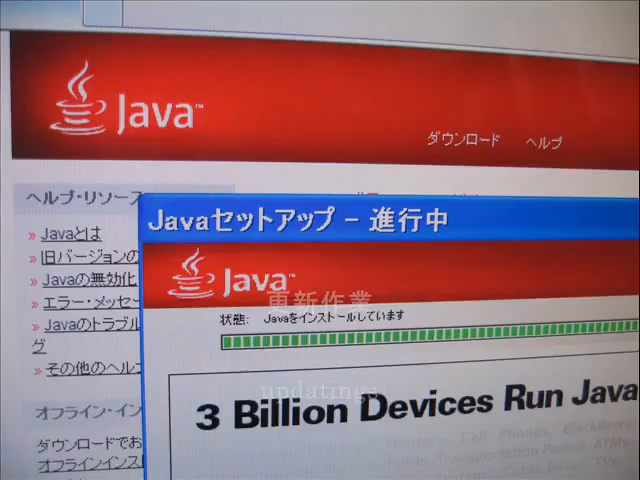 Java™
ダウンロード ヘルプ
ヘルプ・リソース
» Javaとは
» 旧バージョンの
» Javaの無効化
» エラー・メッセー
» Javaのトラブル
グ
» その他のヘル
オフライン・イン
ダウンロードでお
オフラインインス
Javaセットアップ - 進行中
Java™
更新作業
状態: Javaをインストールしています
updatings
3 Billion Devices Run Java
Cell Phones, BlackBerry